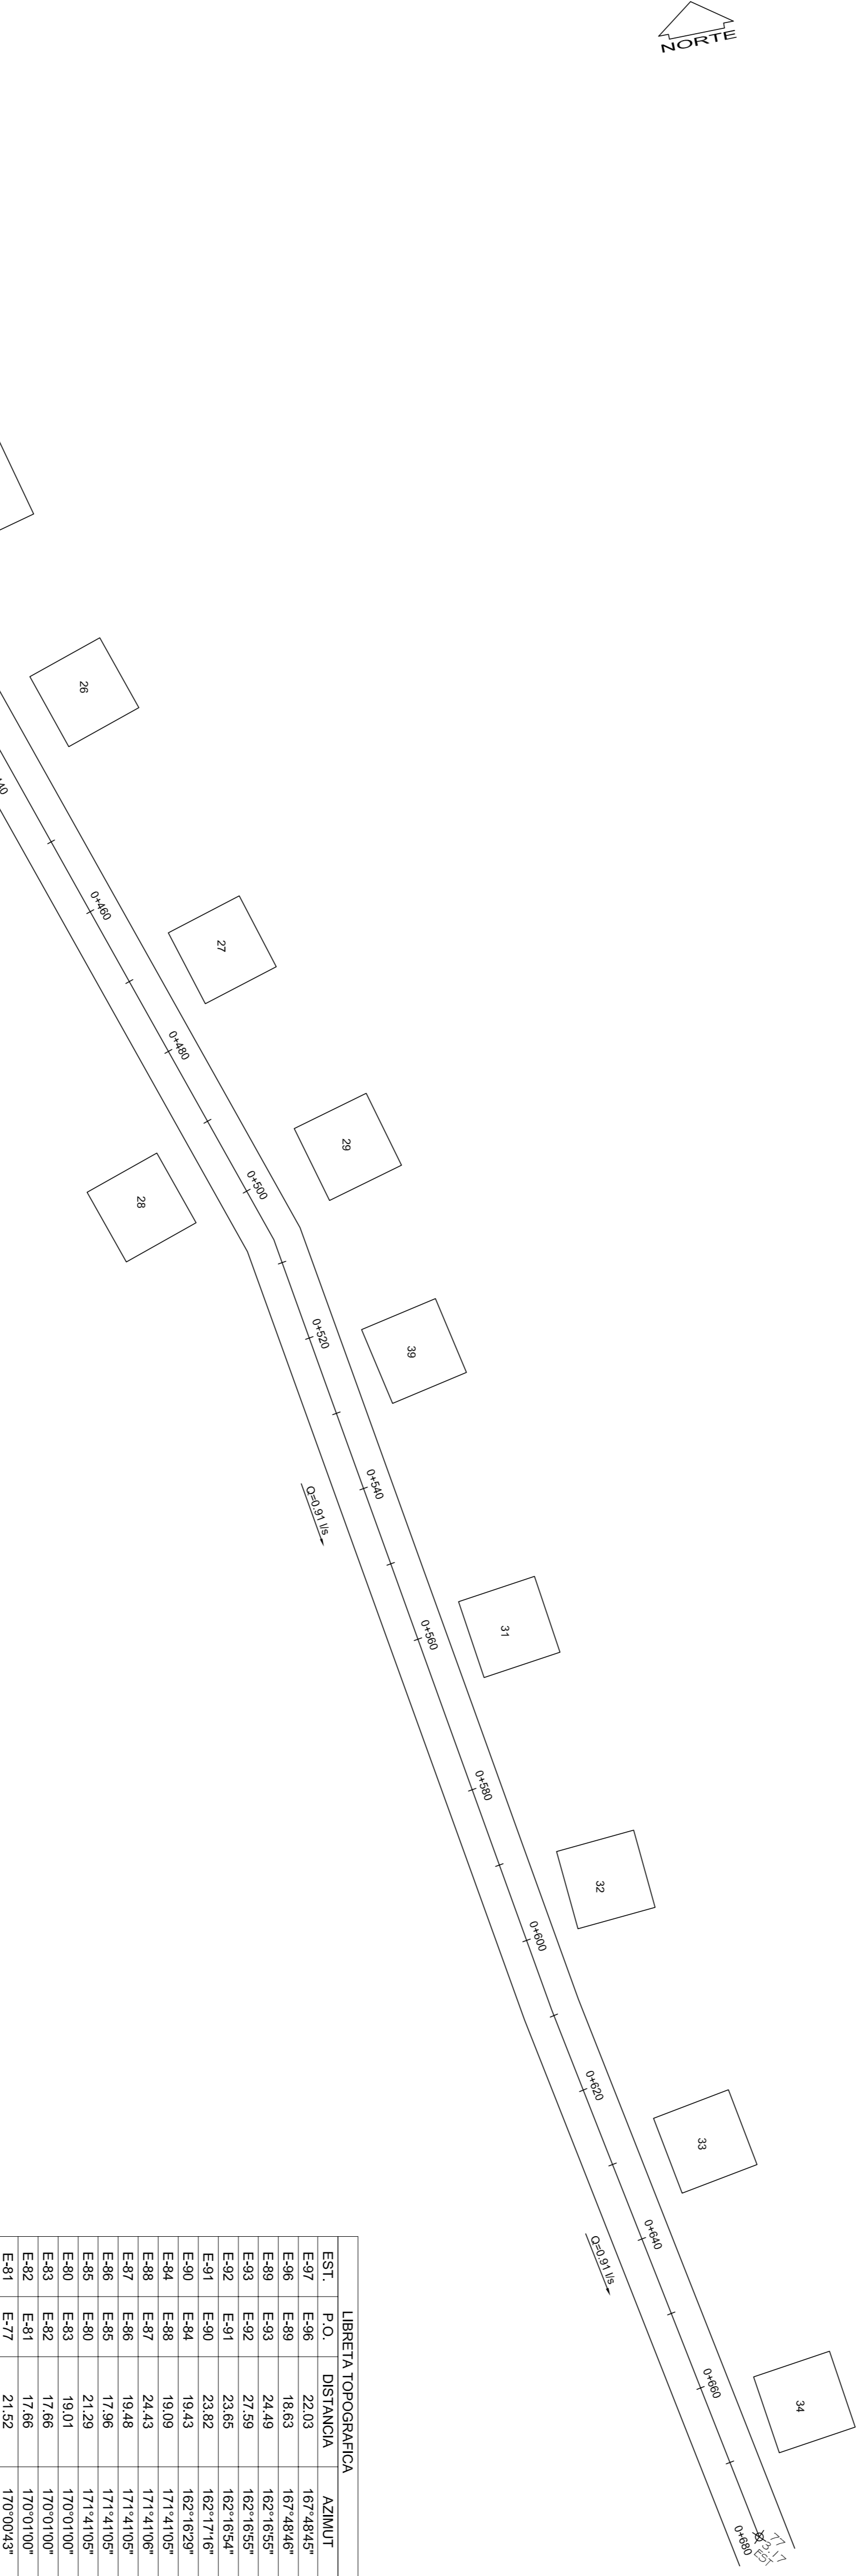 NORTE
26
0+460
27
0+480
29
28
0+500
39
0+520
0+540
Q=0.91 l/s
31
0+560
0+580
32
0+600
0+620
33
0+640
Q=0.91 l/s
0+660
34
0+680
77
3.17
EST
LIBRETA TOPOGRAFICA
EST. P.O. DISTANCIA AZIMUT
E-97 E-96 22.03 167°48'45"
E-96 E-89 18.63 167°48'46"
E-89 E-93 24.49 162°16'55"
E-93 E-92 27.59 162°16'55"
E-92 E-91 23.65 162°16'54"
E-91 E-90 23.82 162°17'16"
E-90 E-84 19.43 162°16'29"
E-84 E-88 19.09 171°41'05"
E-88 E-87 24.43 171°41'06"
E-87 E-86 19.48 171°41'05"
E-86 E-85 17.96 171°41'05"
E-85 E-80 21.29 171°41'05"
E-80 E-83 19.01 170°01'00"
E-83 E-82 17.66 170°01'00"
E-82 E-81 17.66 170°01'00"
E-81 E-77 21.52 170°00'43"